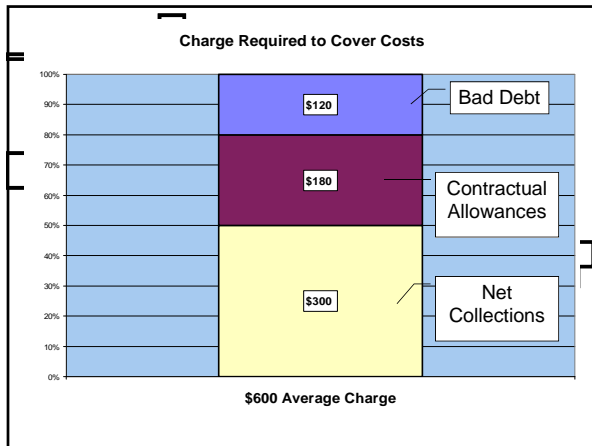 Charge Required to Cover Costs
100%
90%
80%
70%
60%
50%
40%
30%
20%
10%
0%
$120
$180
$300
Bad Debt
Contractual
Allowances
Net
Collections
$600 Average Charge